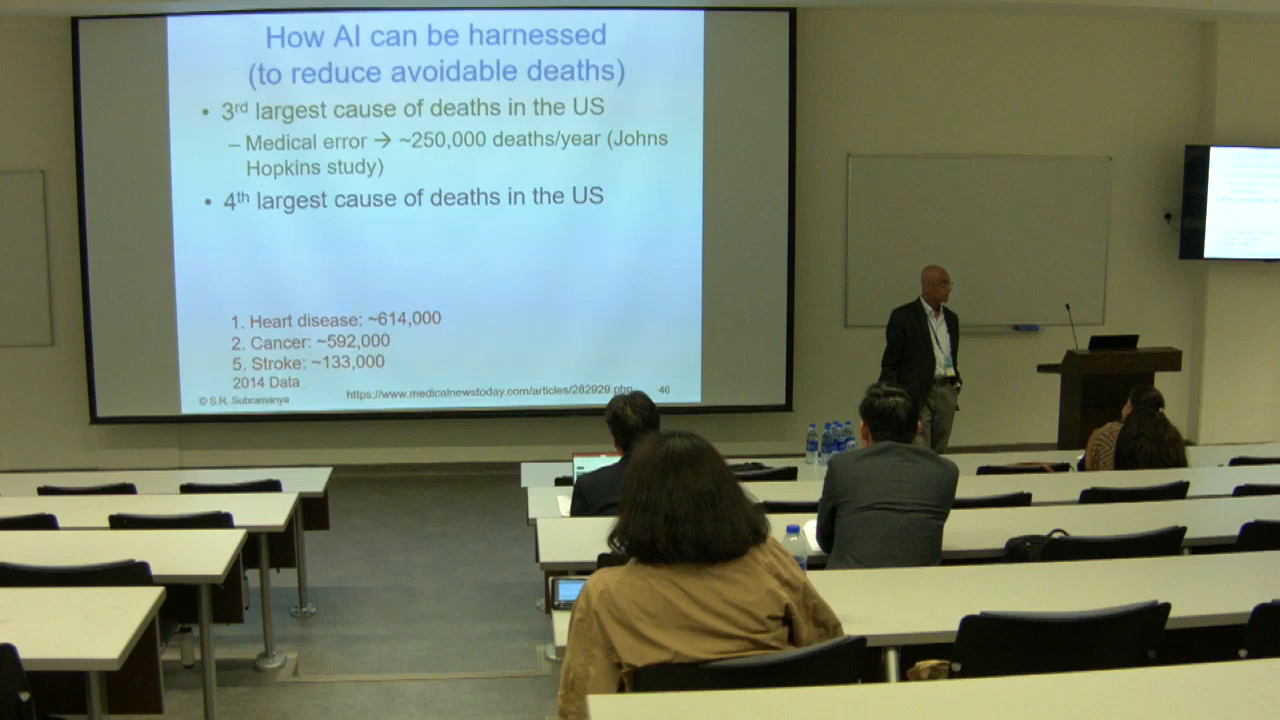 How AI can be harnessed
(to reduce avoidable deaths)
• 3rd largest cause of deaths in the US
– Medical error → ~250,000 deaths/year (Johns
Hopkins study)
• 4th largest cause of deaths in the US
1. Heart disease: ~614,000
2. Cancer: ~592,000
5. Stroke: ~133,000
2014 Data
https://www.medicalnewstoday.com/articles/282929.php
46
© S.R. Subramanya